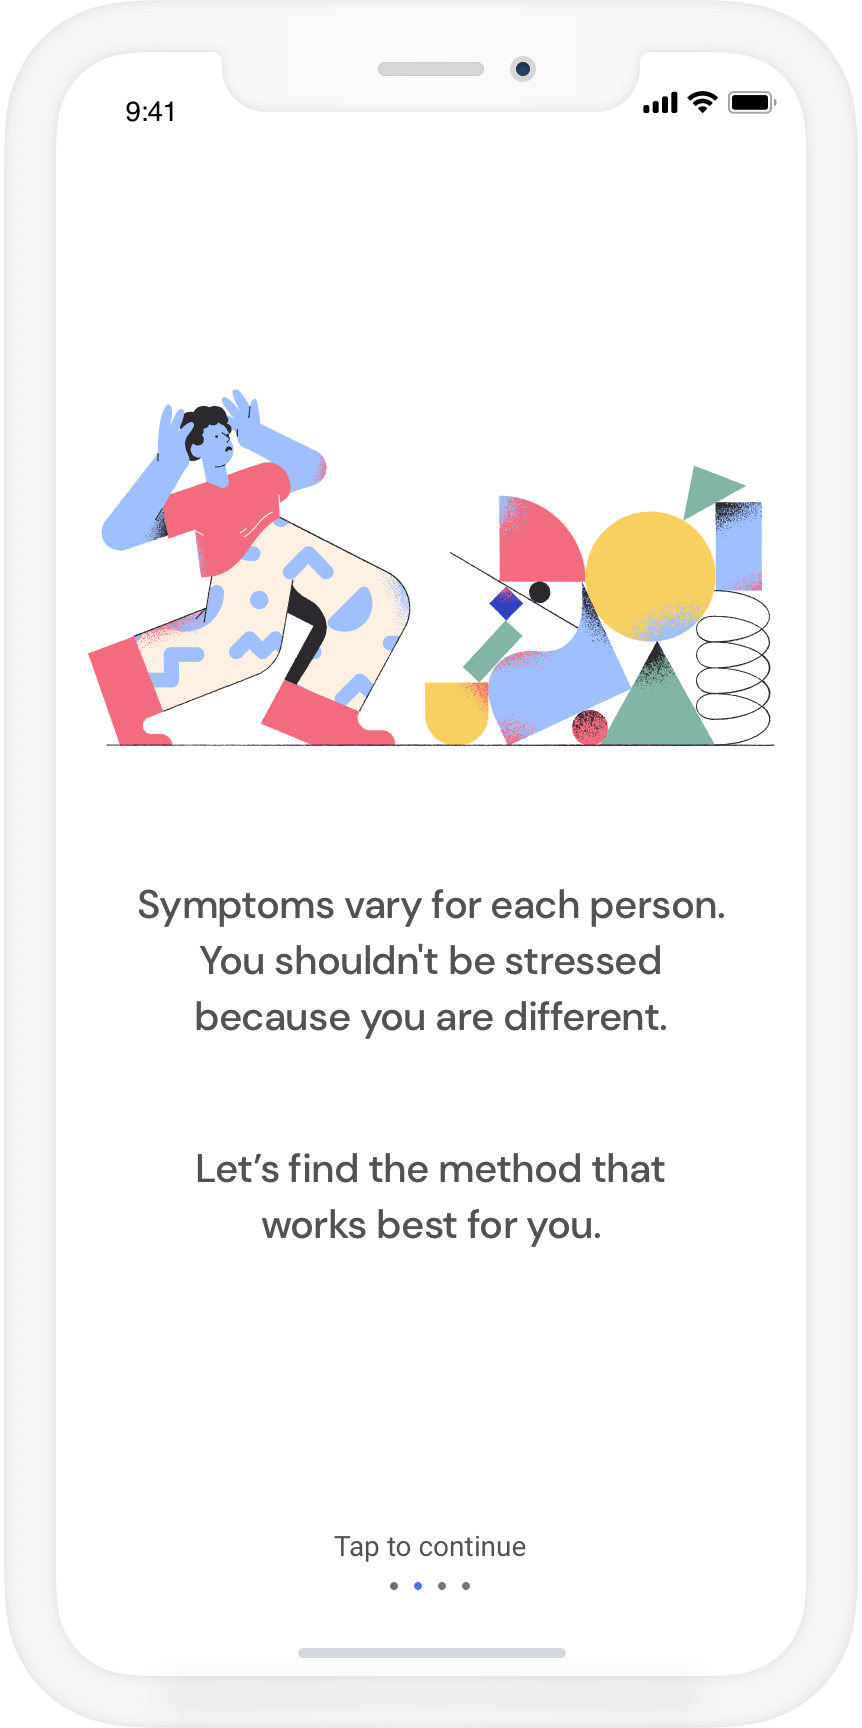 9:41
Symptoms vary for each person.
You shouldn't be stressed
because you are different.
Let’s find the method that
works best for you.
Tap to continue